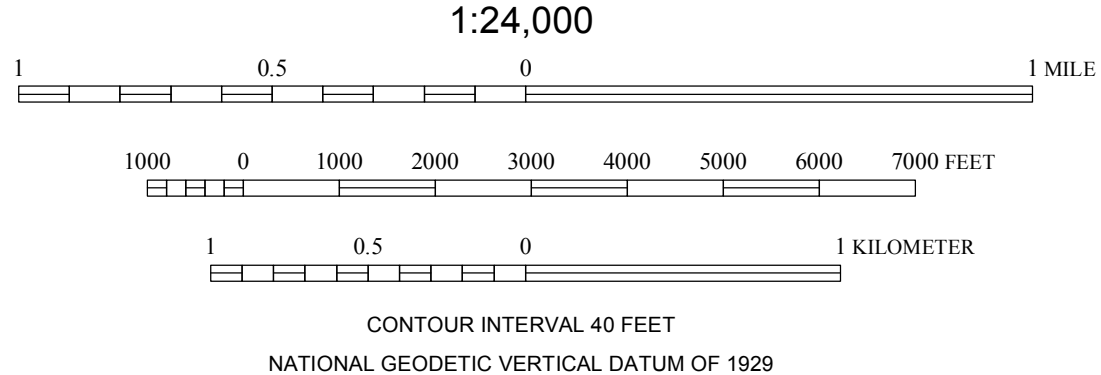 1:24,000
1 0.5 0 1 MILE
1000 0 1000 2000 3000 4000 5000 6000 7000 FEET
1 0.5 0 1 KILOMETER
CONTOUR INTERVAL 40 FEET
NATIONAL GEODETIC VERTICAL DATUM OF 1929